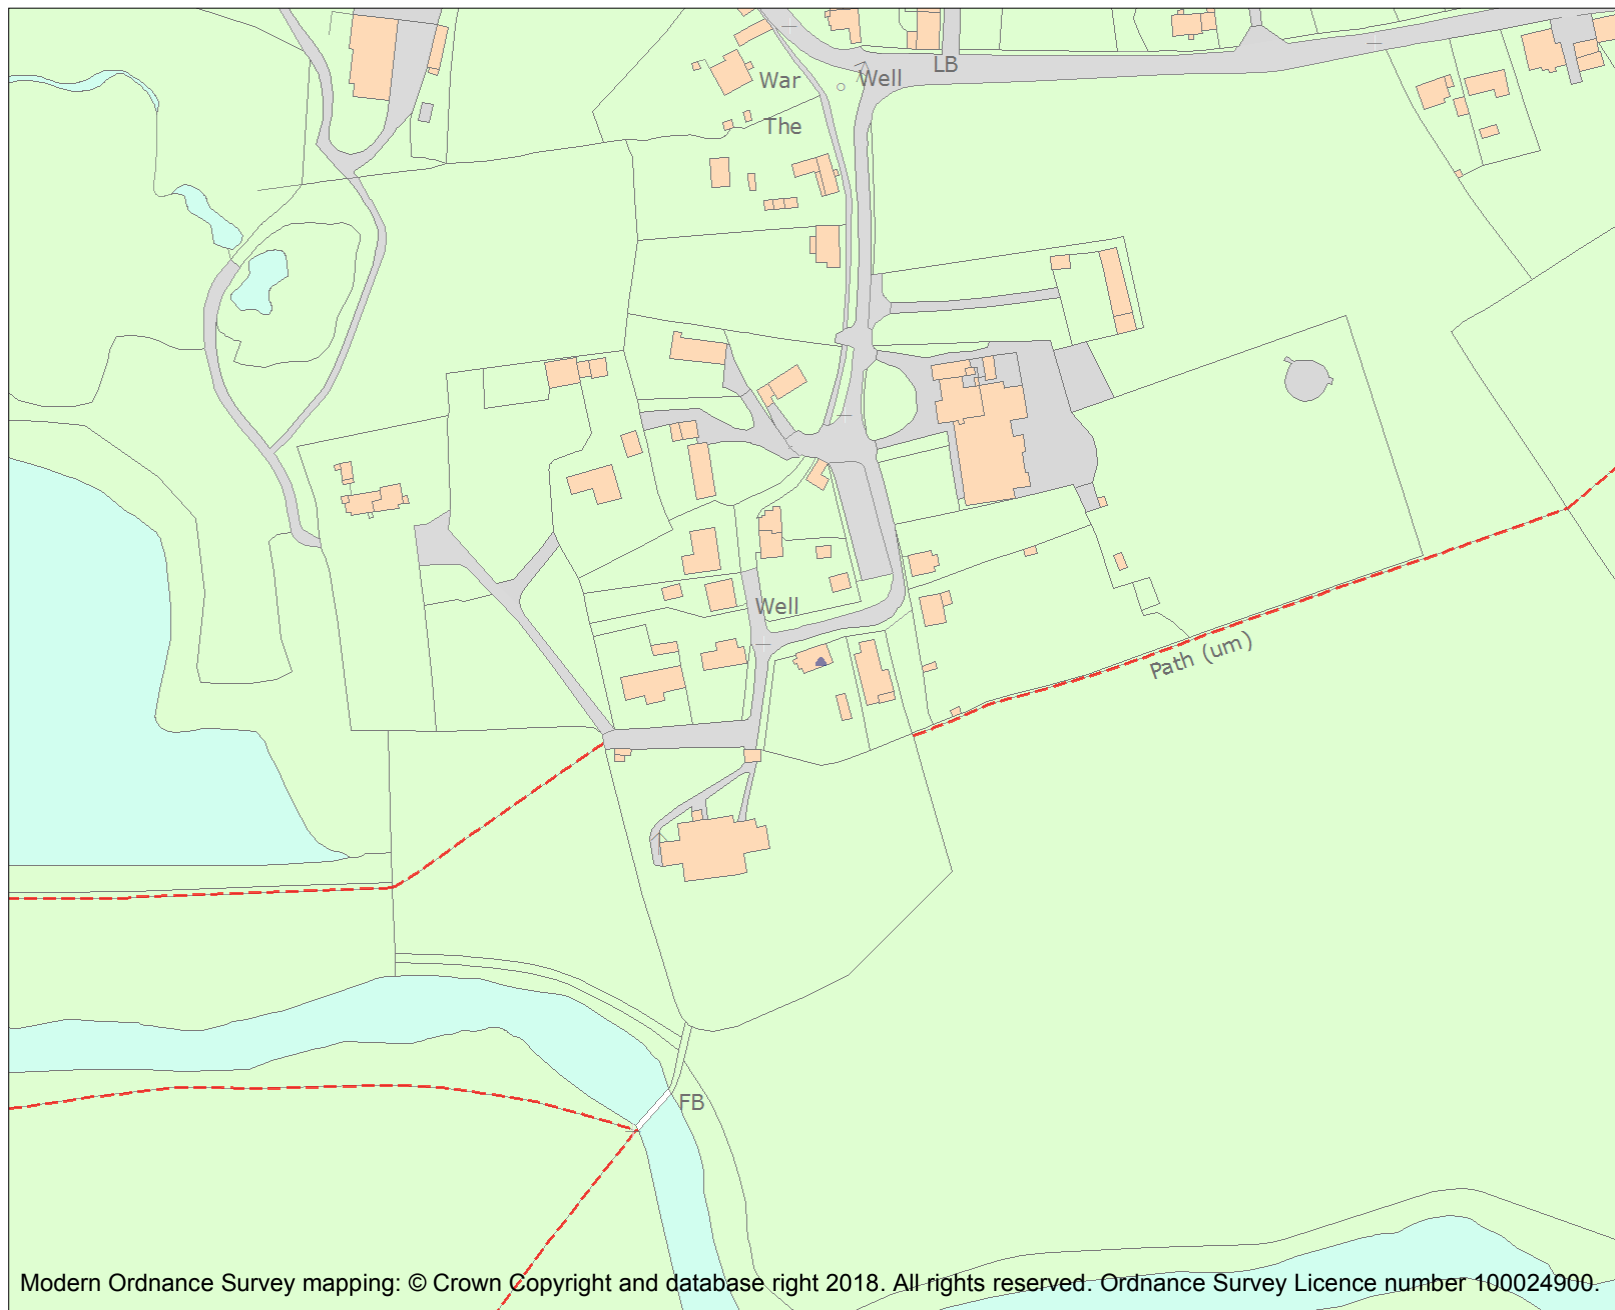 LB
War
Well
The
Well
Path (um)
FB
Modern Ordnance Survey mapping: © Crown Copyright and database right 2018. All rights reserved. Ordnance Survey Licence number 100024900.